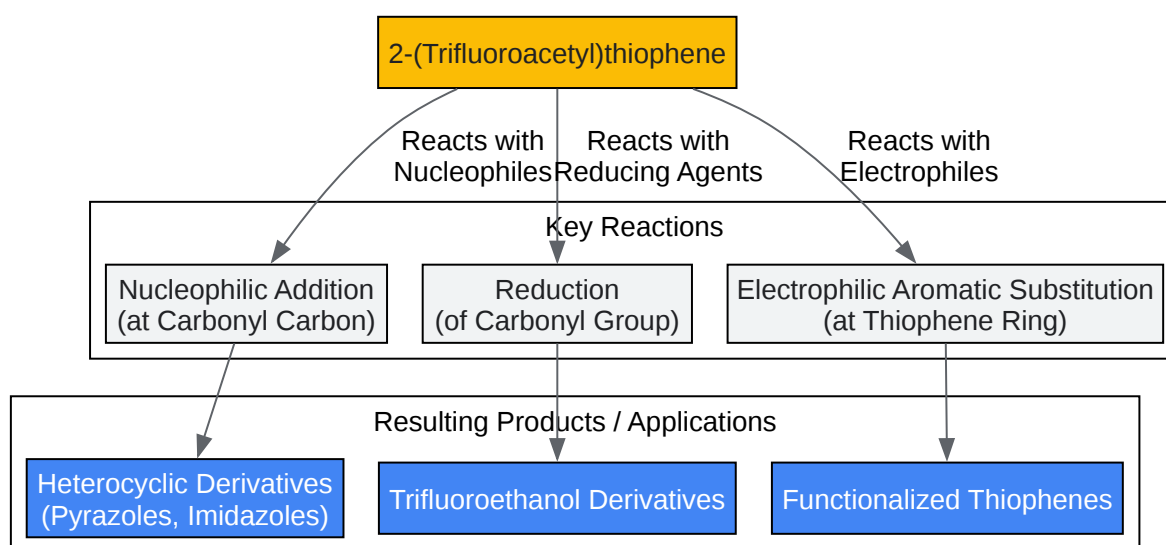 2-(Trifluoroacetyl)thiophene
Reacts with
Nucleophiles
Reacts with
Reducing Agents
Reacts with
Electrophiles
Key Reactions
Nucleophilic Addition
(at Carbonyl Carbon)
Reduction
(of Carbonyl Group)
Electrophilic Aromatic Substitution
(at Thiophene Ring)
Resulting Products / Applications
Heterocyclic Derivatives
(Pyrazoles, Imidazoles)
Trifluoroethanol Derivatives
Functionalized Thiophenes